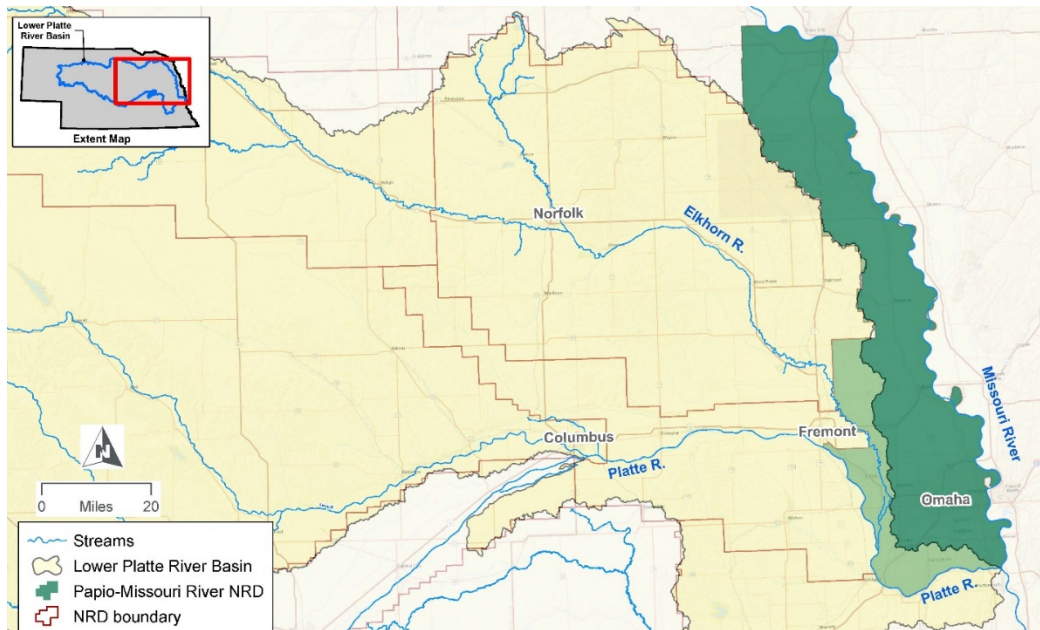 Lower Platte
River Basin
Extent Map
Norfolk
Elkhorn R.
Missouri River
Columbus
Fremont
Platte R.
Omaha
Platte R.
N
0
20
Miles
Streams
Lower Platte River Basin
Papio-Missouri River NRD
NRD boundary